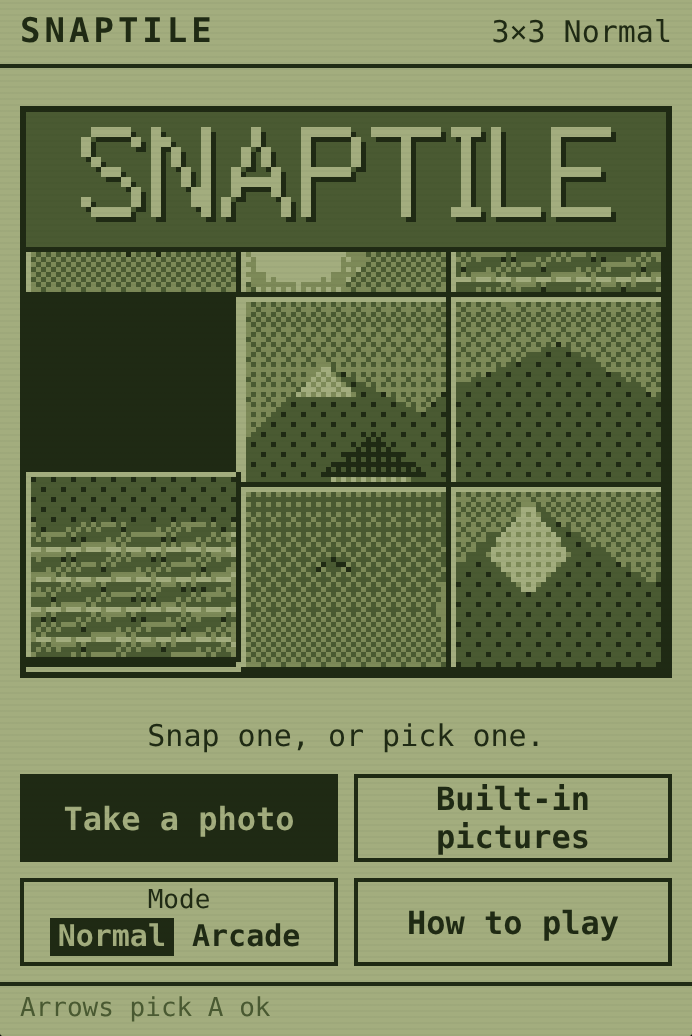 SNAPTILE
3×3 Normal
SNAPTILE
Snap one, or pick one.
Take a photo
Built-in
pictures
Mode
Normal Arcade
How to play
Arrows pick A ok